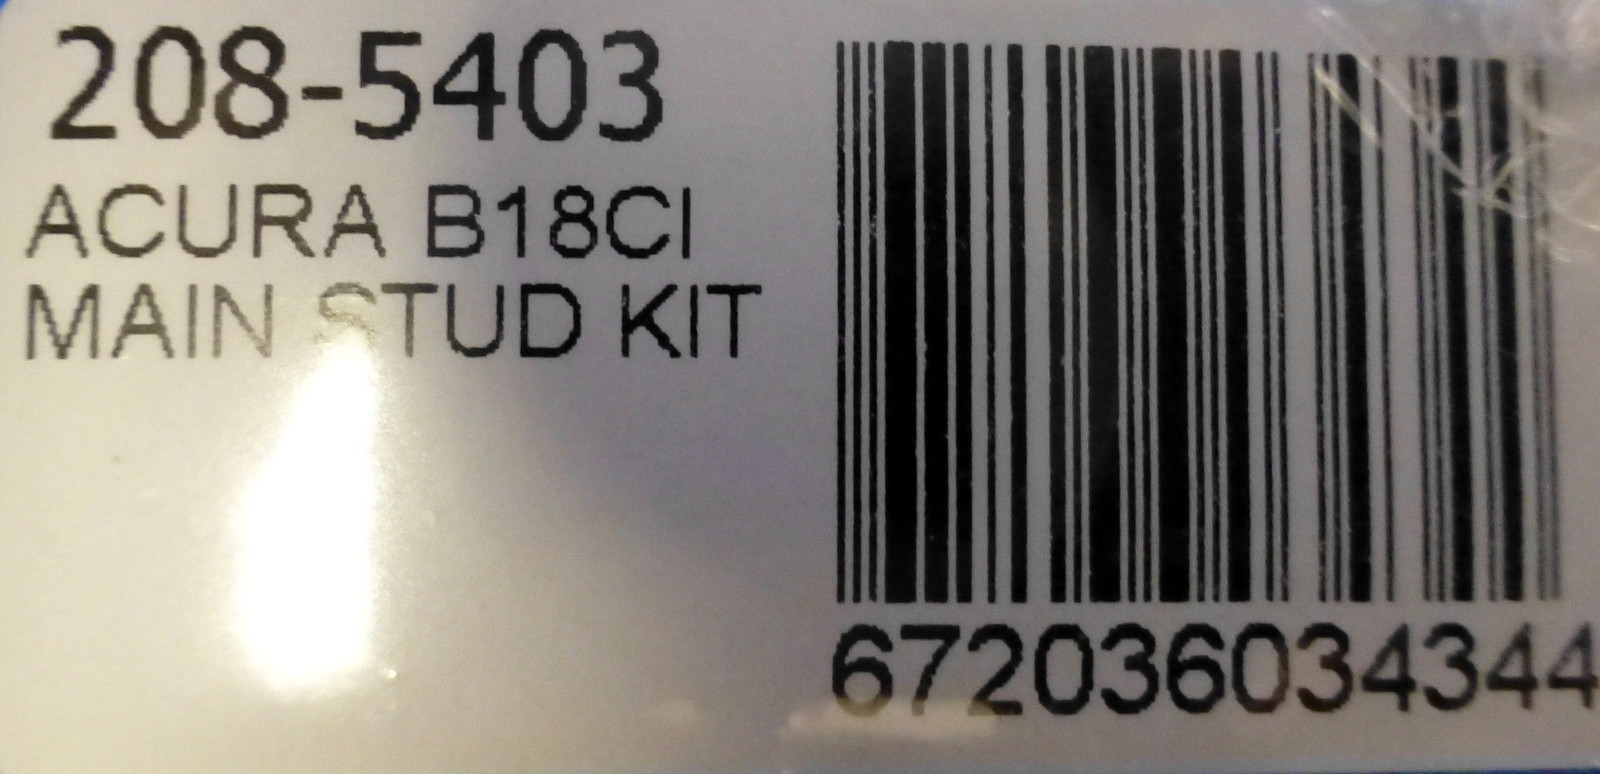 208-5403
ACURA B18CI
MAIN STUD KIT
672036034344